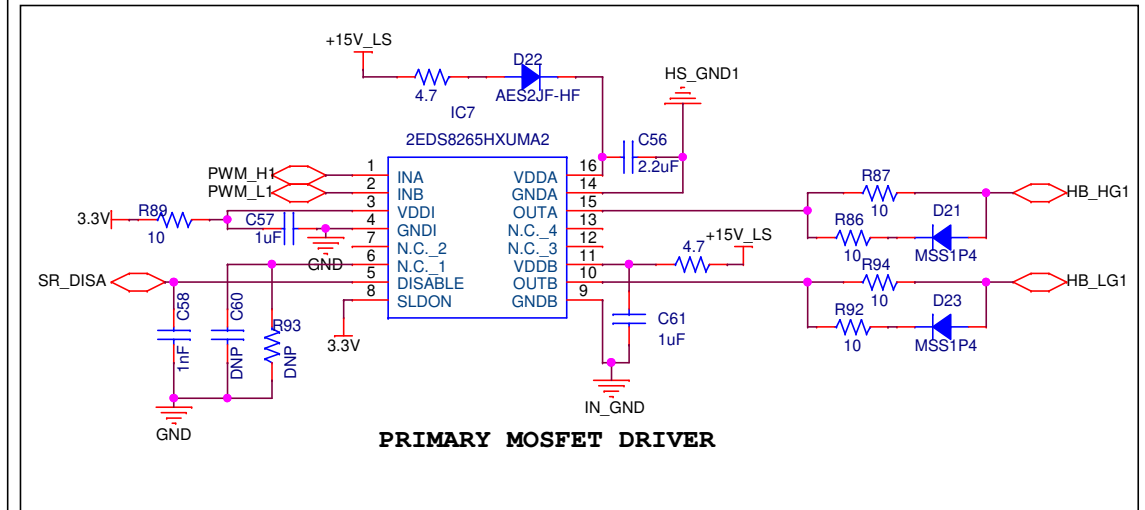 +15V_LS
D22
HS_GND1
4.7
AES2JF-HF
IC7
2EDS8265HXUMA2
C56
2.2uF
PWM_H1
1
INA
VDDA
16
PWM_L1
2
INB
GNDA
14
R87
10
HB_HG1
3
VDDI
OUTA
15
3.3V
R89
10
C57
1uF
GND
4
GNDI
N.C._4
13
R86
10
D21
MSS1P4
7
N.C._2
N.C._3
12
4.7
+15V_LS
6
N.C._1
VDDB
11
SR_DISA
5
DISABLE
OUTB
10
R94
10
HB_LG1
8
SLDON
GNDB
9
C58
1nF
C60
DNP
R93
DNP
3.3V
C61
1uF
R92
10
D23
MSS1P4
GND
IN_GND
PRIMARY MOSFET DRIVER